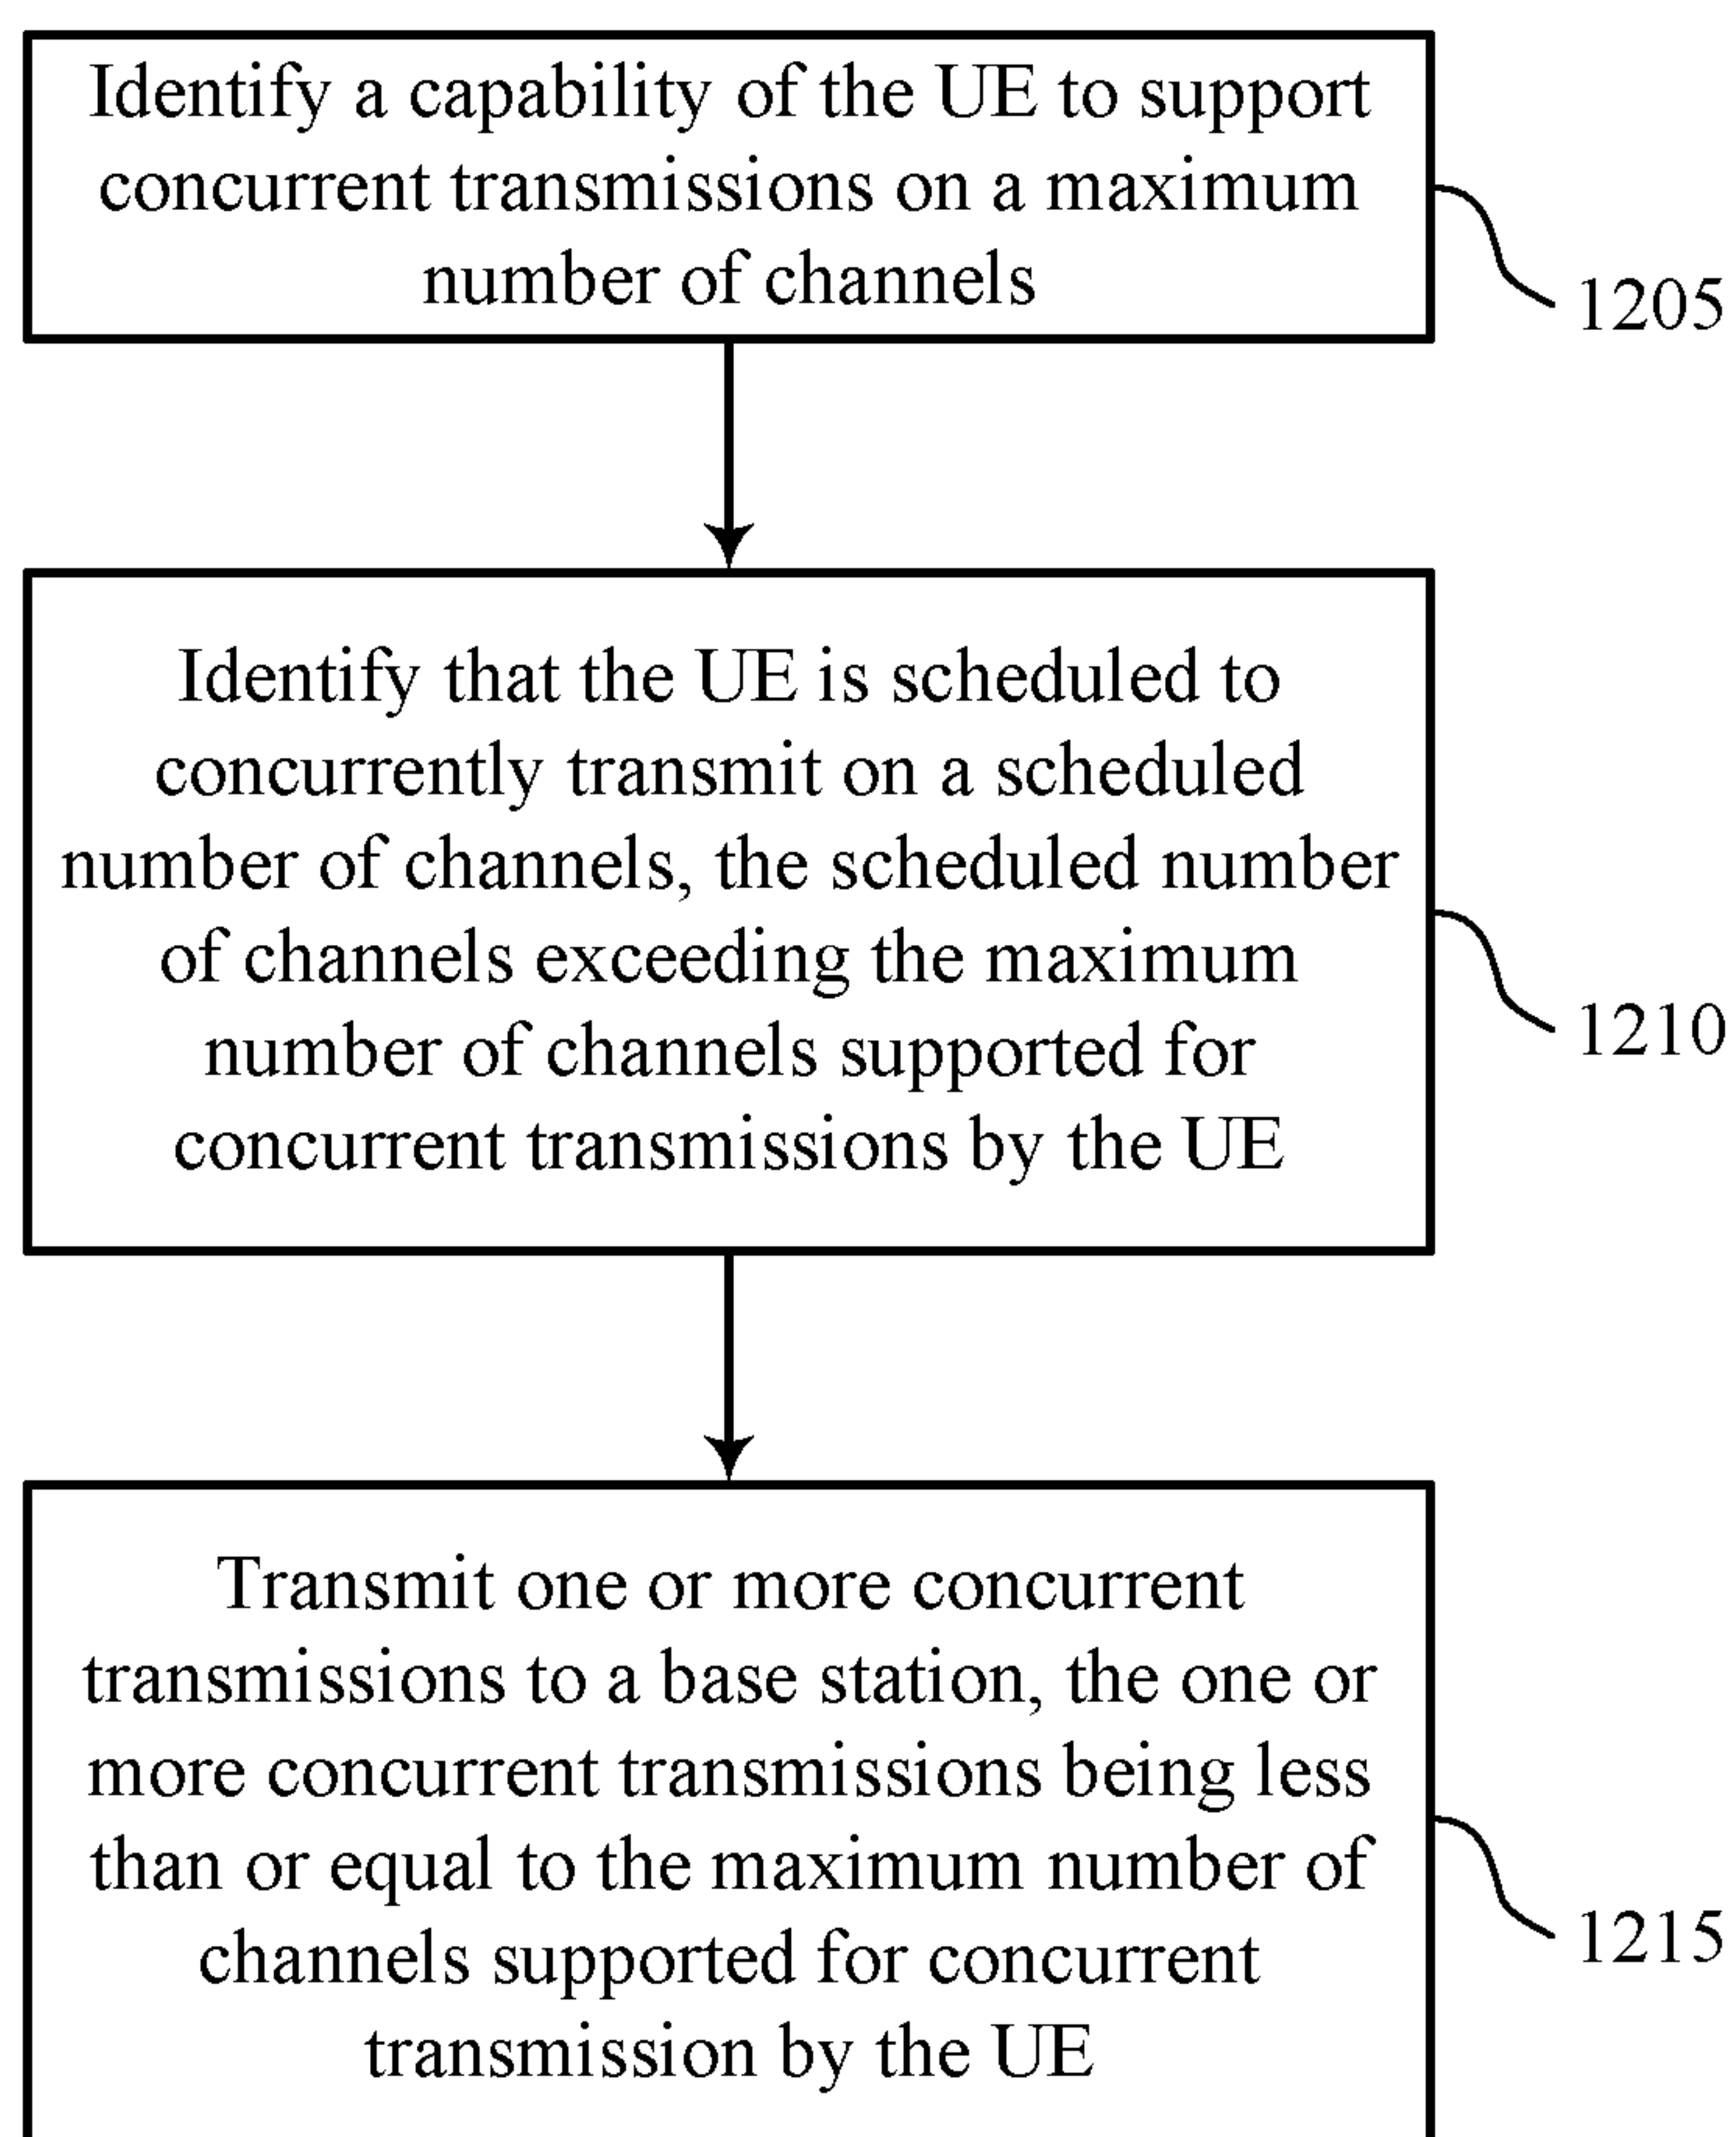 Identify a capability of the UE to support
concurrent transmissions on a maximum
number of channels
1205
Identify that the UE is scheduled to
concurrently transmit on a scheduled
number of channels, the scheduled number
of channels exceeding the maximum
number of channels supported for
concurrent transmissions by the UE
1210
Transmit one or more concurrent
transmissions to a base station, the one or
more concurrent transmissions being less
than or equal to the maximum number of
channels supported for concurrent
transmission by the UE
1215